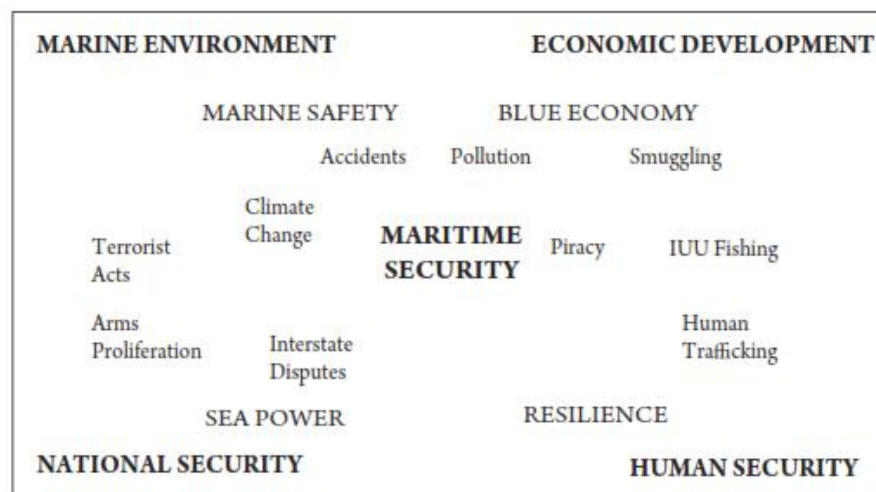 MARINE ENVIRONMENT
ECONOMIC DEVELOPMENT
MARINE SAFETY
BLUE ECONOMY
Accidents
Pollution
Smuggling
Climate
Change
MARITIME
SECURITY
Piracy
IUU Fishing
Terrorist
Acts
Arms
Proliferation
Interstate
Disputes
Human
Trafficking
SEA POWER
RESILIENCE
NATIONAL SECURITY
HUMAN SECURITY